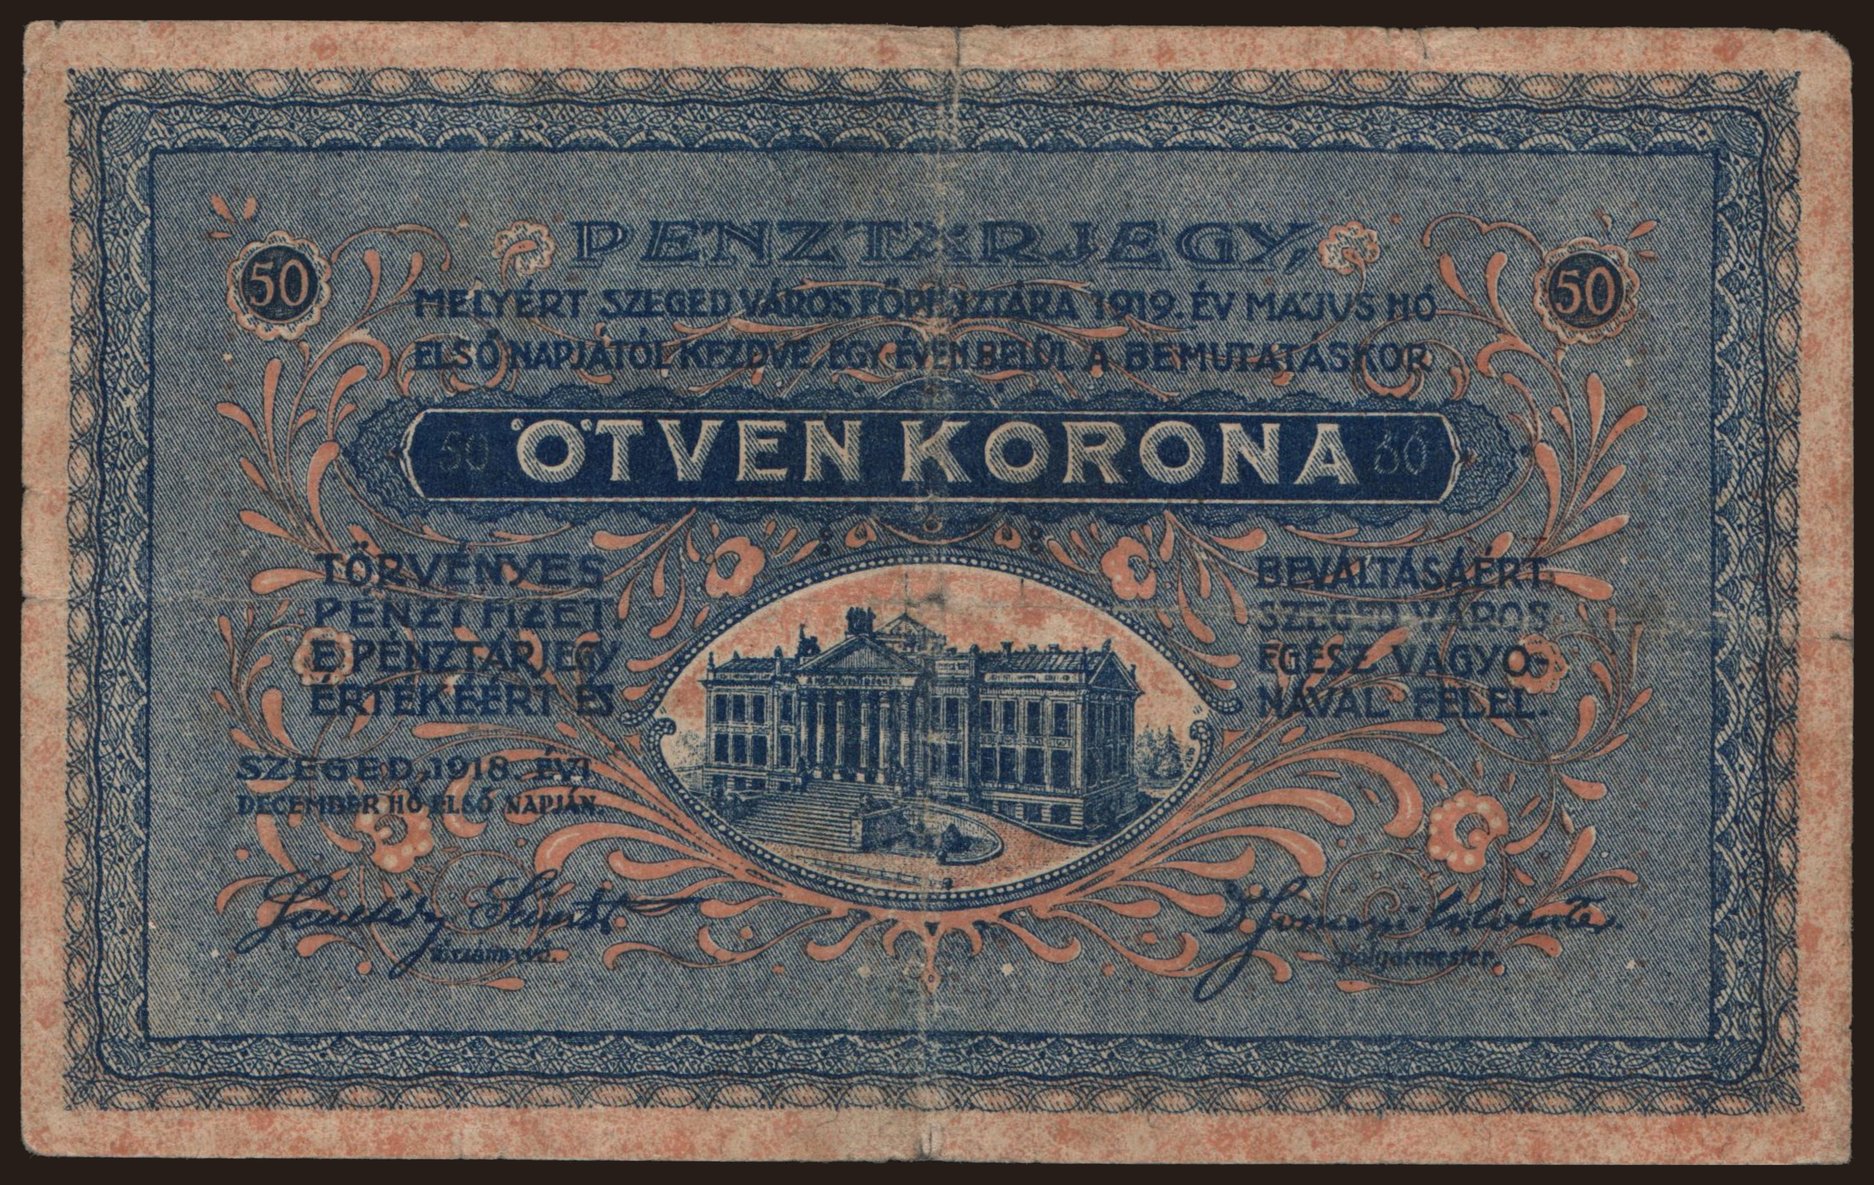 PÉNZTÁRJEGY,
50
50
MELYÉRT SZEGED VÁROS FŐPÉNZTÁRA 1919. ÉV MÁJUS HÓ
ELSŐ NAPJÁTÓL KEZDVE, EGY ÉVEN BELÜL A BEMUTATÁSKOR
50 ÖTVEN KORONA 50
TÖRVÉNYES
PÉNZT FIZET
E PÉNZTÁRJEGY
ÉRTÉKÉÉRT ÉS
BEVÁLTÁSÁÉRT
SZEGED VÁROS
EGÉSZ VAGYO-
NÁVAL FELEL.
SZEGED, 1918. ÉVI
DECEMBER HÓ ELSŐ NAPJÁN.
főszámvevő.
polgármester.